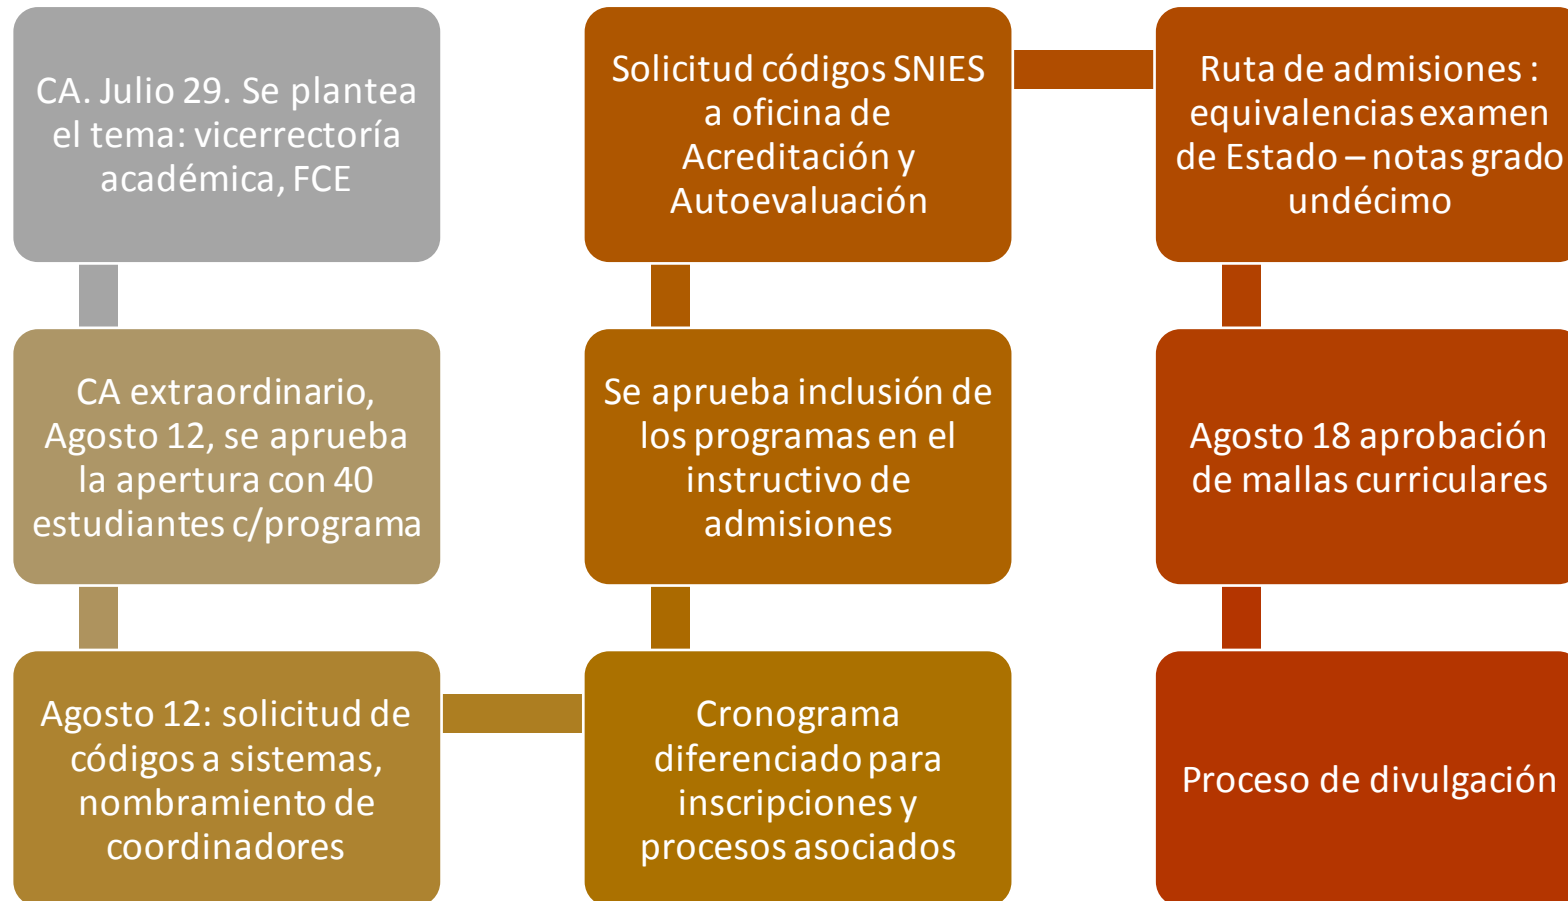 CA. Julio 29. Se plantea
el tema: vicerrectoría
académica, FCE
CA extraordinario,
Agosto 12, se aprueba
la apertura con 40
estudiantes c/programa
Agosto 12: solicitud de
códigos a sistemas,
nombramiento de
coordinadores
Cronograma
diferenciado para
inscripciones y
procesos asociados
Se aprueba inclusión de
los programas en el
instructivo de
admisiones
Solicitud códigos SNIES
a oficina de
Acreditación y
Autoevaluación
Ruta de admisiones :
equivalencias examen
de Estado – notas grado
undécimo
Agosto 18 aprobación
de mallas curriculares
Proceso de divulgación